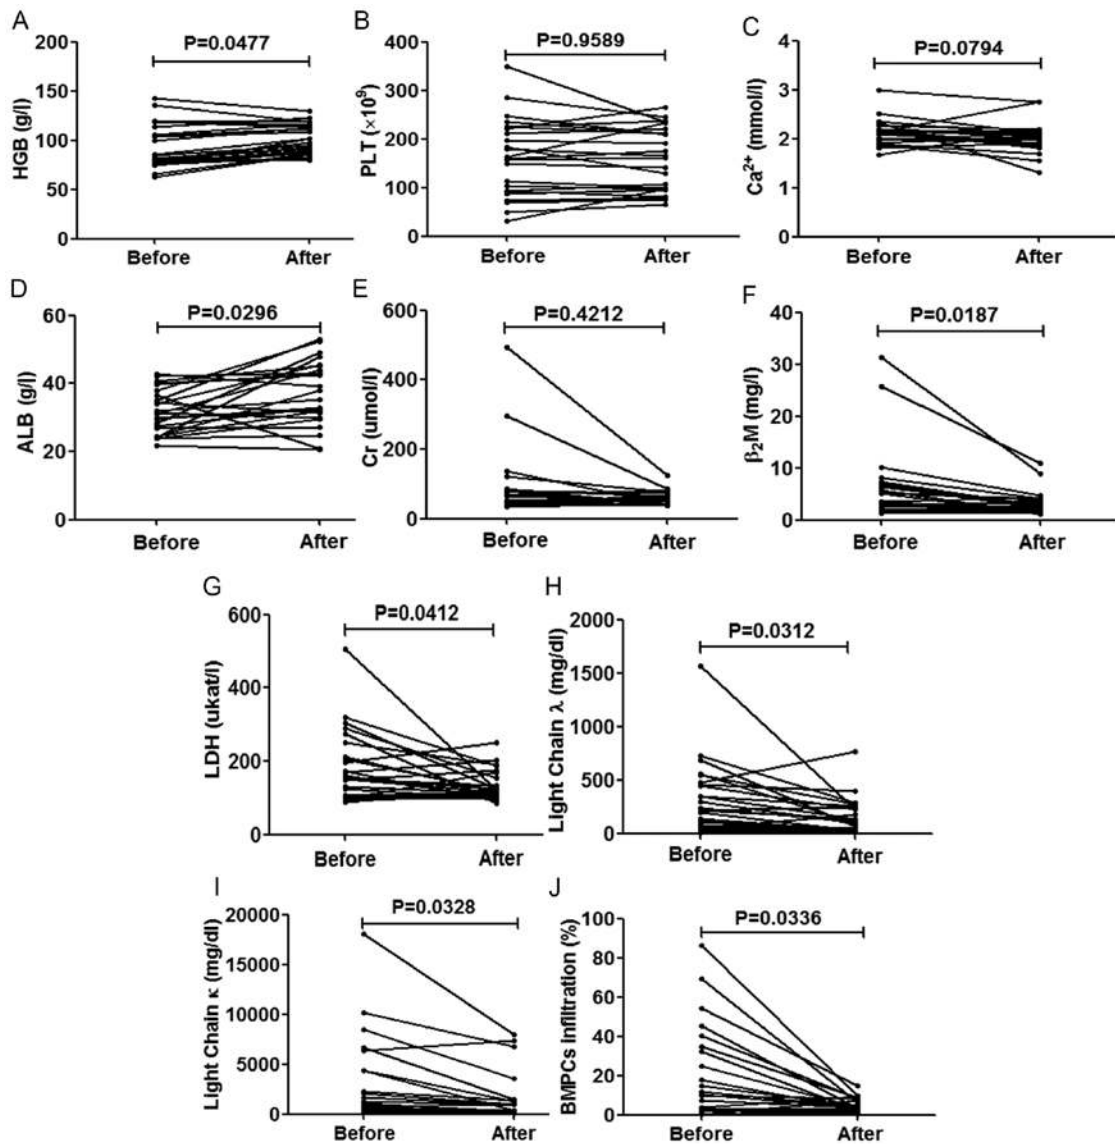 A
P=0.0477
HGB (g/l)
200
150
100
50
0
Before After
B
P=0.9589
PLT (×10⁹)
400
300
200
100
0
Before After
C
P=0.0794
Ca²⁺ (mmol/l)
4
3
2
1
0
Before After
D
P=0.0296
ALB (g/l)
60
40
20
0
Before After
E
P=0.4212
Cr (umol/l)
600
400
200
0
Before After
F
P=0.0187
β₂M (mg/l)
40
30
20
10
0
Before After
G
P=0.0412
LDH (ukat/l)
600
400
200
0
Before After
H
P=0.0312
Light Chain λ (mg/dl)
2000
1500
1000
500
0
Before After
I
P=0.0328
Light Chain κ (mg/dl)
20000
15000
10000
5000
0
Before After
J
P=0.0336
BMPCs Infiltration (%)
100
80
60
40
20
0
Before After